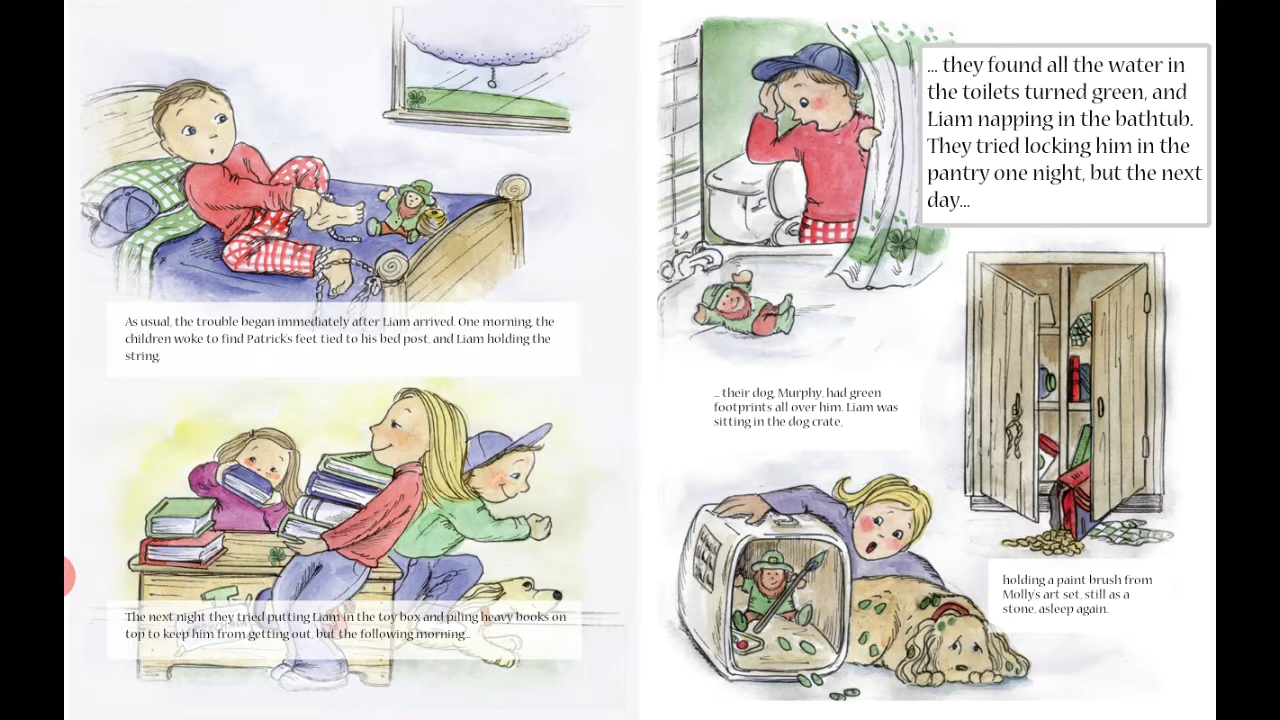 As usual, the trouble began immediately after Liam arrived. One morning, the
children woke to find Patrick's feet tied to his bed post, and Liam holding the
string.
The next night they tried putting Liam in the toy box and piling heavy books on
top to keep him from getting out, but the following morning...
... they found all the water in
the toilets turned green, and
Liam napping in the bathtub.
They tried locking him in the
pantry one night, but the next
day...
... their dog, Murphy, had green
footprints all over him. Liam was
sitting in the dog crate,
holding a paint brush from
Molly's art set, still as a
stone, asleep again.